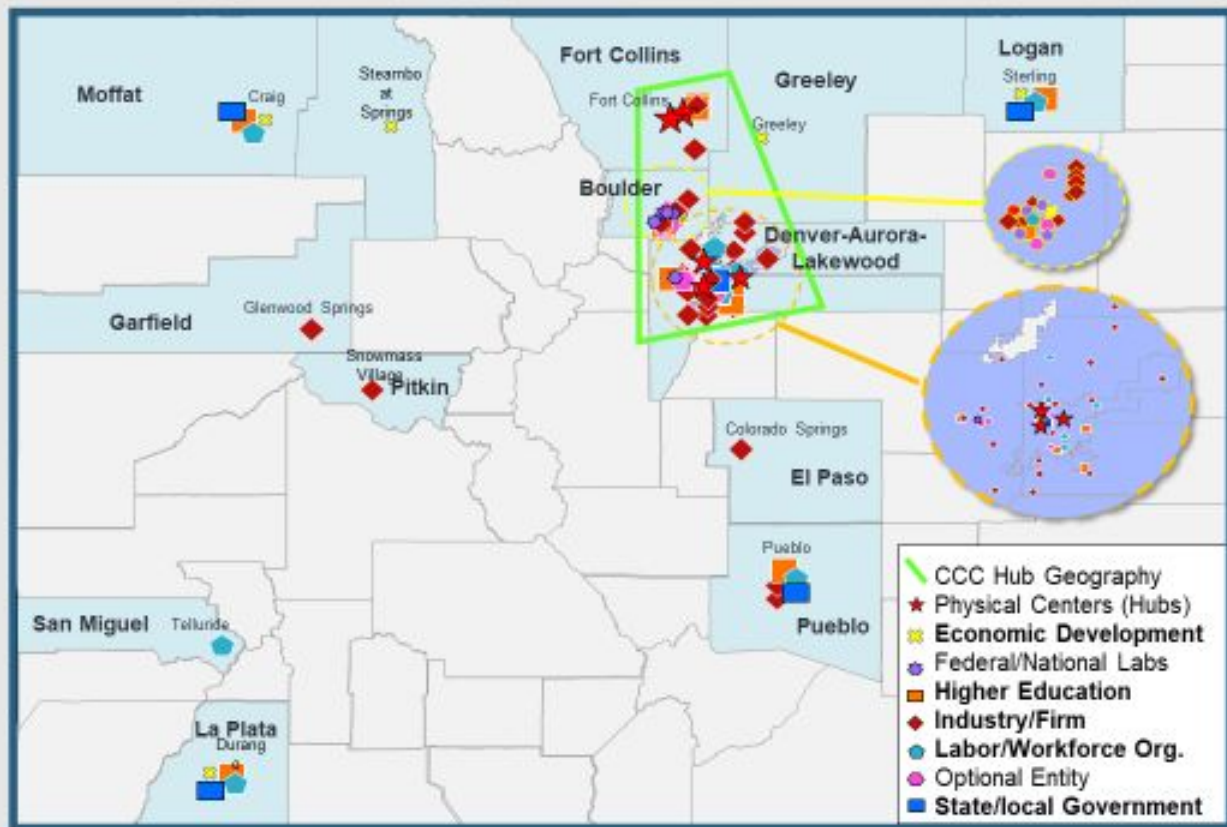 Fort Collins
Logan
Moffat
Steambo
at
Springs
Craig
Fort Collins
Greeley
Sterling
Greeley
Boulder
Denver-Aurora-
Lakewood
Glenwood Springs
Garfield
Snowmass
Village
Pitkin
Colorado Springs
El Paso
Pueblo
Pueblo
San Miguel
Telluride
La Plata
Durang
o
CCC Hub Geography
Physical Centers (Hubs)
Economic Development
Federal/National Labs
Higher Education
Industry/Firm
Labor/Workforce Org.
Optional Entity
State/local Government